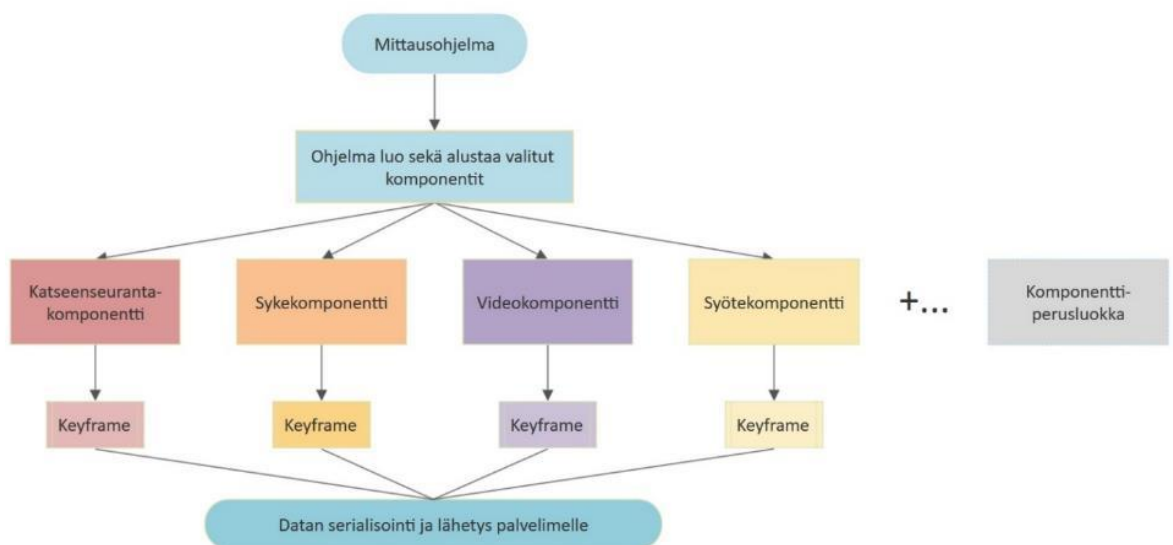 Mittausohjelma
Ohjelma luo sekä alustaa valitut
komponentit
Katseenseuranta-
komponentti
Sykekomponentti
Videokomponentti
Syötekomponentti
+...
Komponentti-
perusluokka
Keyframe
Keyframe
Keyframe
Keyframe
Datan serialisointi ja lähetys palvelimelle